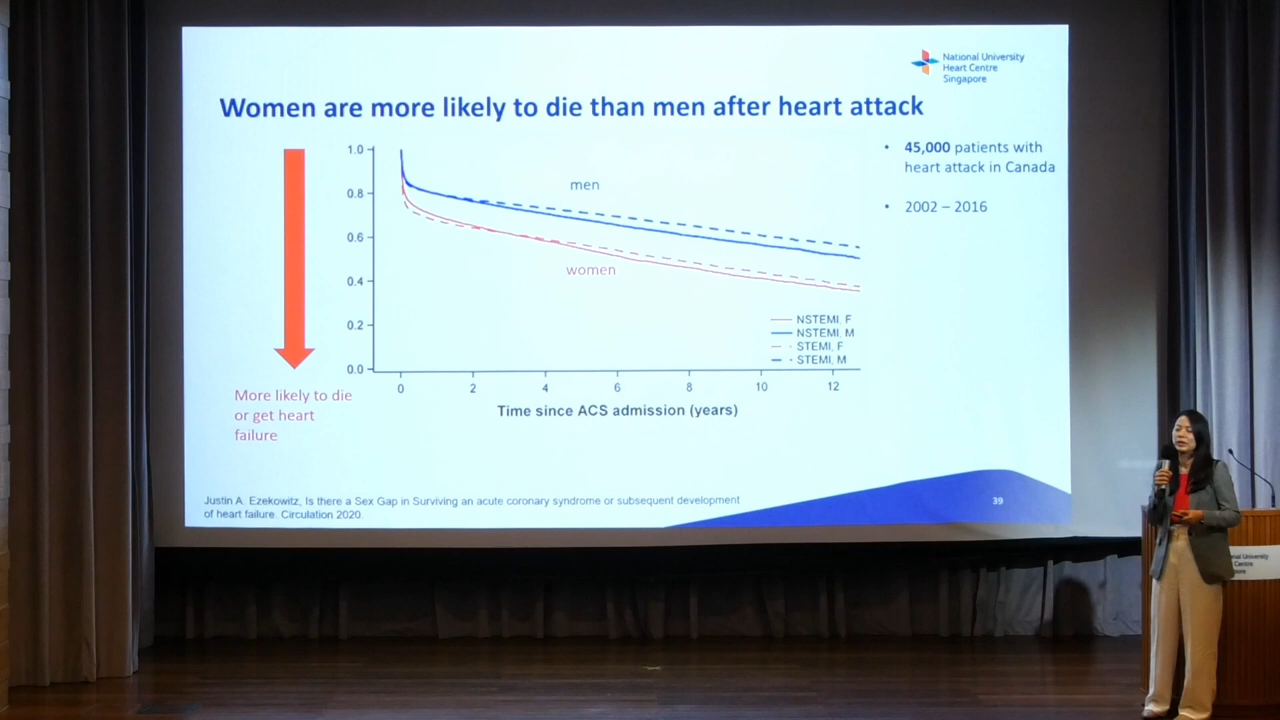 National University
Heart Centre
Singapore
Women are more likely to die than men after heart attack
1.0
0.8
0.6
0.4
0.2
0.0
men
women
NSTEMI, F
NSTEMI, M
STEMI, F
STEMI, M
0 2 4 6 8 10 12
Time since ACS admission (years)
More likely to die
or get heart
failure
• 45,000 patients with
heart attack in Canada
• 2002 – 2016
Justin A. Ezekowitz, Is there a Sex Gap in Surviving an acute coronary syndrome or subsequent development
of heart failure. Circulation 2020.
39
University
Centre